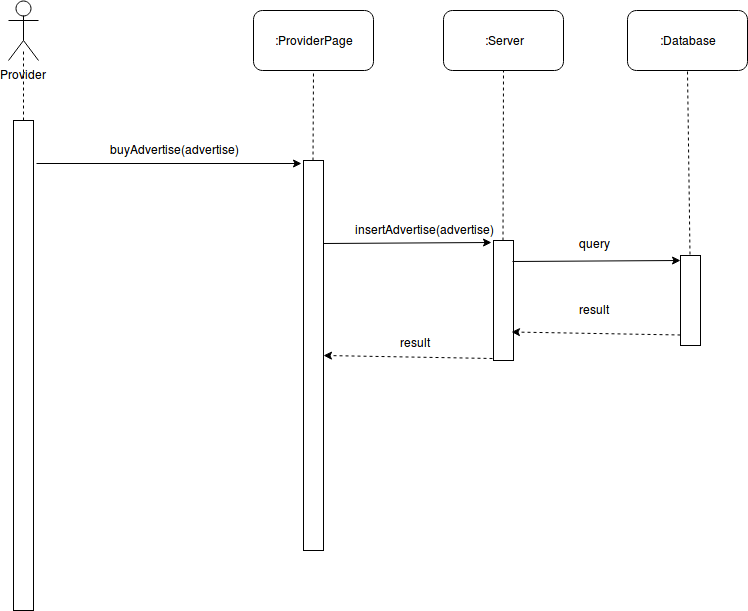 :ProviderPage
:Server
:Database
Provider
buyAdvertise(advertise)
insertAdvertise(advertise)
query
result
result